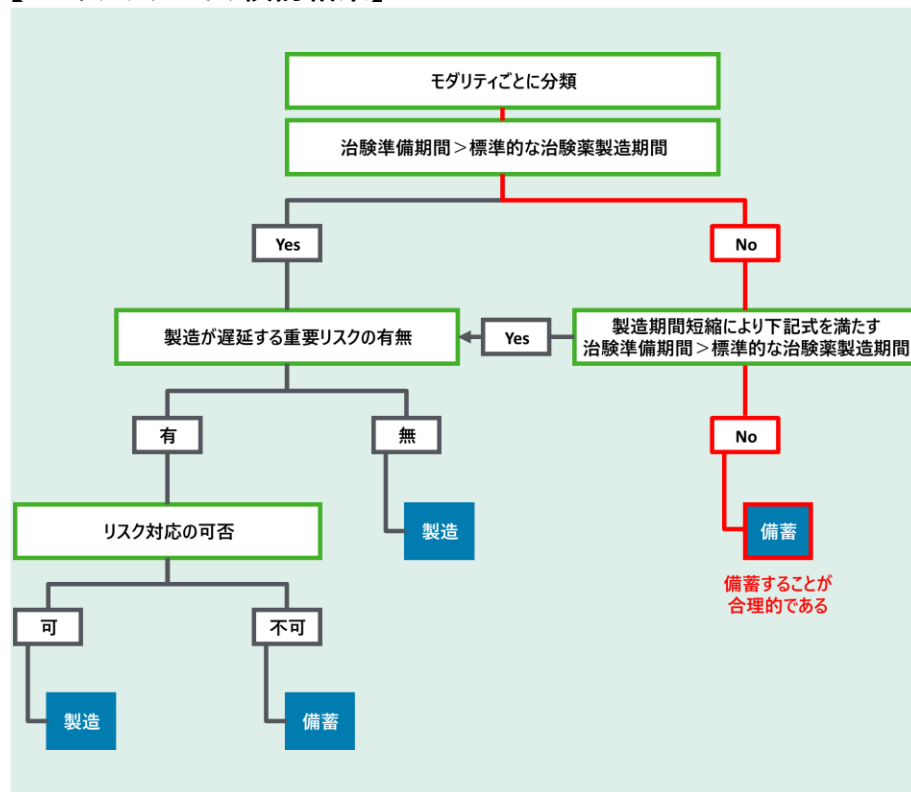 モダリティごとに分類
治験準備期間＞標準的な治験薬製造期間
Yes
No
製造が遅延する重要リスクの有無
Yes
製造期間短縮により下記式を満たす
治験準備期間＞標準的な治験薬製造期間
有
無
No
リスク対応の可否
製造
備蓄
備蓄することが
合理的である
可
不可
製造
備蓄